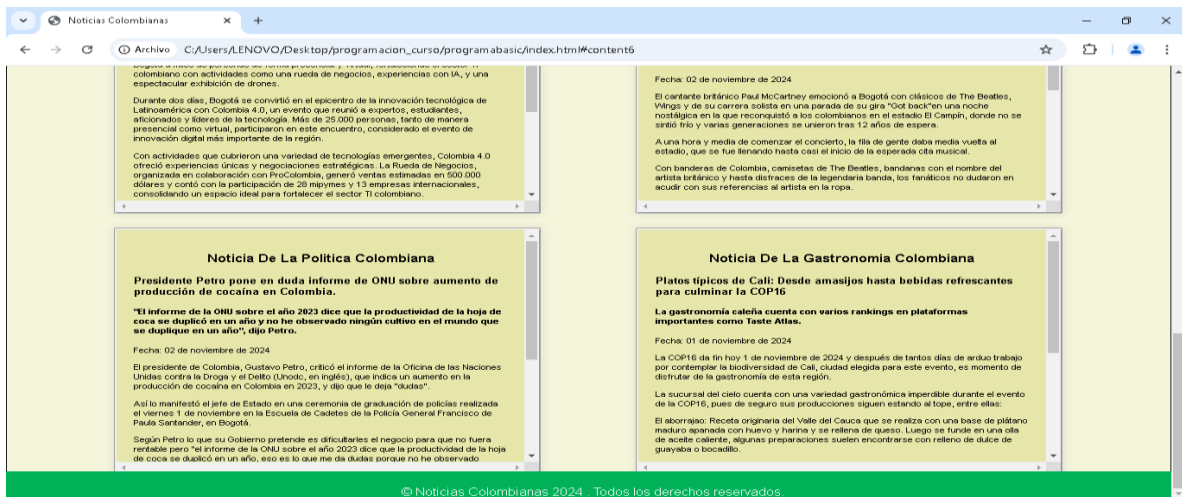 Noticias Colombianas
Archivo C:/Users/LENOVO/Desktop/programacion_curso/programabasic/index.html#content6
colombiano con actividades como una rueda de negocios, experiencias con IA, y una
espectacular exhibición de drones.
Durante dos días, Bogotá se convirtió en el epicentro de la innovación tecnológica de
Latinoamérica con Colombia 4.0, un evento que reunió a expertos, estudiantes,
aficionados y líderes de la tecnología. Más de 25.000 personas, tanto de manera
presencial como virtual, participaron en este encuentro, considerado el evento de
innovación digital más importante de la región.
Con actividades que cubrieron una variedad de tecnologías emergentes, Colombia 4.0
ofreció experiencias únicas y negociaciones estratégicas. La Rueda de Negocios,
organizada en colaboración con ProColombia, generó ventas estimadas en 500.000
dólares y contó con la participación de 28 mipymes y 13 empresas internacionales,
consolidando un espacio ideal para fortalecer el sector TI colombiano.
Fecha: 02 de noviembre de 2024
El cantante británico Paul McCartney emocionó a Bogotá con clásicos de The Beatles,
Wings y de su carrera solista en una parada de su gira "Got back"en una noche
nostálgica en la que reconquistó a los colombianos en el estadio El Campín, donde no se
sintió frío y varias generaciones se unieron tras 12 años de espera.
A una hora y media de comenzar el concierto, la fila de gente daba media vuelta al
estadio, que se fue llenando hasta casi el inicio de la esperada cita musical.
Con banderas de Colombia, camisetas de The Beatles, bandanas con el nombre del
artista británico y hasta disfraces de la legendaria banda, los fanáticos no dudaron en
acudir con sus referencias al artista en la ropa.
Noticia De La Politica Colombiana
Presidente Petro pone en duda informe de ONU sobre aumento de
producción de cocaína en Colombia.
"El informe de la ONU sobre el año 2023 dice que la productividad de la hoja de
coca se duplicó en un año y no he observado ningún cultivo en el mundo que
se duplique en un año", dijo Petro.
Fecha: 02 de noviembre de 2024
El presidente de Colombia, Gustavo Petro, criticó el informe de la Oficina de las Naciones
Unidas contra la Droga y el Delito (Unodc, en inglés), que indica un aumento en la
producción de cocaína en Colombia en 2023, y dijo que le deja "dudas".
Así lo manifestó el jefe de Estado en una ceremonia de graduación de policías realizada
el viernes 1 de noviembre en la Escuela de Cadetes de la Policía General Francisco de
Paula Santander, en Bogotá.
Según Petro lo que su Gobierno pretende es dificultarles el negocio para que no fuera
rentable pero "el informe de la ONU sobre el año 2023 dice que la productividad de la hoja
de coca se duplicó en un año, eso es lo que me da dudas porque no he observado
Noticia De La Gastronomia Colombiana
Platos típicos de Cali: Desde amasijos hasta bebidas refrescantes
para culminar la COP16
La gastronomía caleña cuenta con varios rankings en plataformas
importantes como Taste Atlas.
Fecha: 01 de noviembre de 2024
La COP16 da fin hoy 1 de noviembre de 2024 y después de tantos días de arduo trabajo
por contemplar la biodiversidad de Cali, ciudad elegida para este evento, es momento de
disfrutar de la gastronomía de esta región.
La sucursal del cielo cuenta con una variedad gastronómica imperdible durante el evento
de la COP16, pues de seguro sus producciones siguen estando al tope, entre ellas:
El aborrajao: Receta originaria del Valle del Cauca que se realiza con una base de plátano
maduro apanada con huevo y harina y se rellena de queso. Luego se funde en una olla
de aceite caliente, algunas preparaciones suelen encontrarse con relleno de dulce de
guayaba o bocadillo.
© Noticias Colombianas 2024 . Todos los derechos reservados.